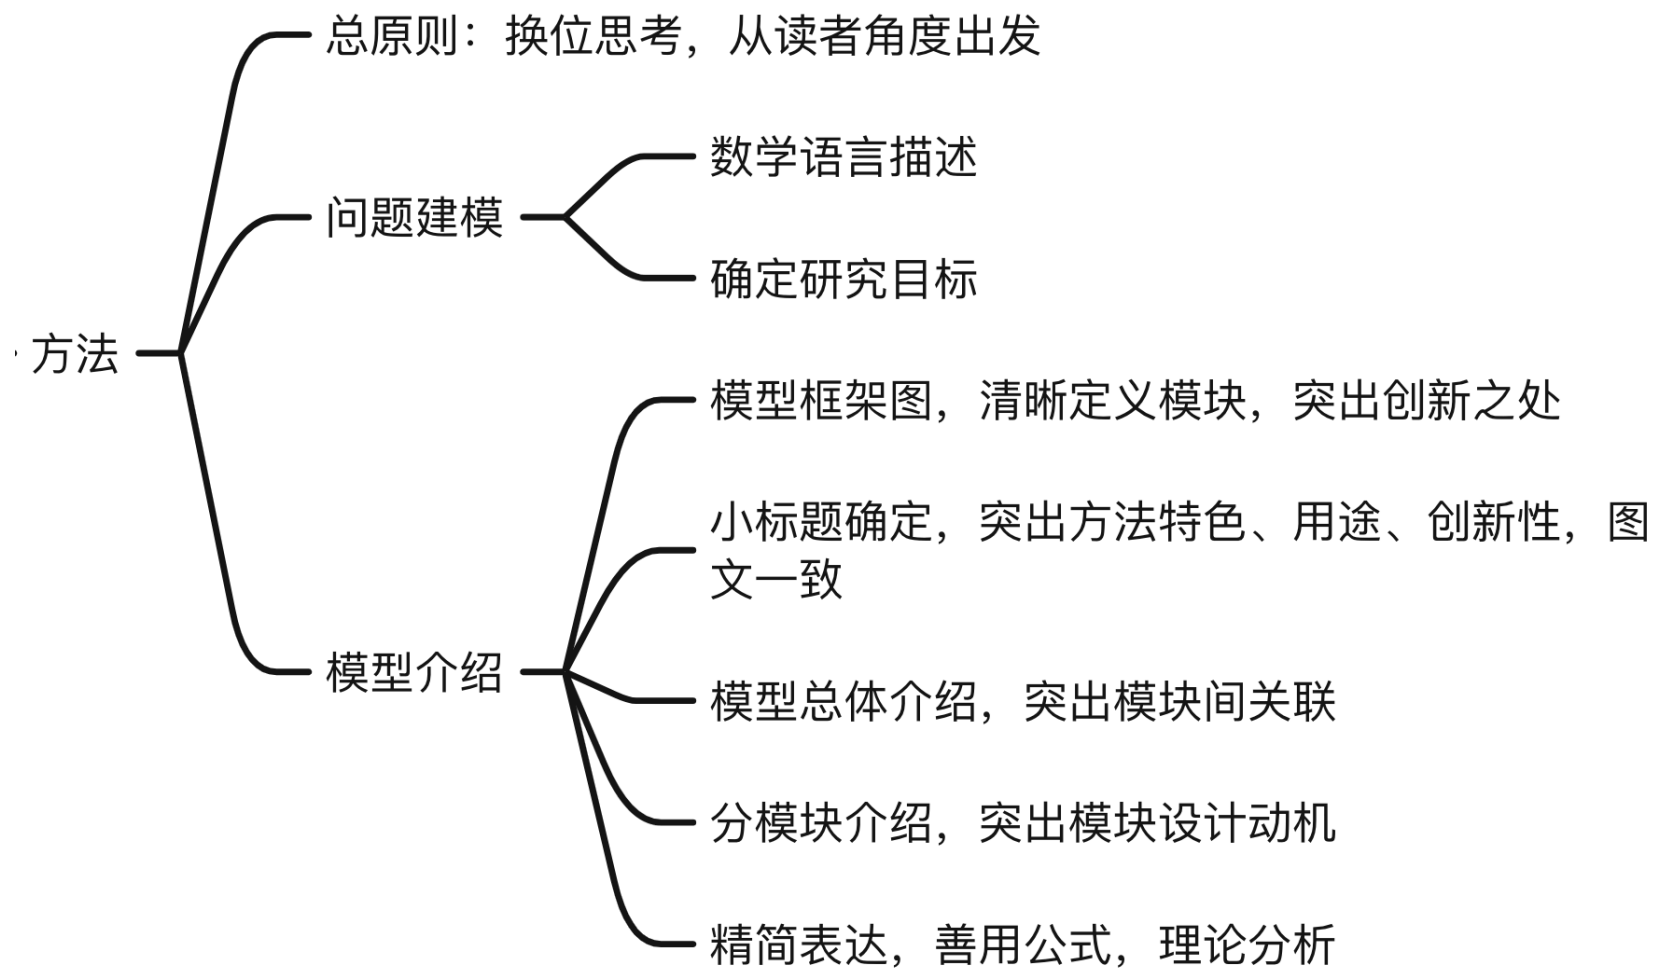 总原则：换位思考，从读者角度出发
数学语言描述
问题建模
确定研究目标
方法
模型框架图，清晰定义模块，突出创新之处
小标题确定，突出方法特色、用途、创新性，图
文一致
模型介绍
模型总体介绍，突出模块间关联
分模块介绍，突出模块设计动机
精简表达，善用公式，理论分析